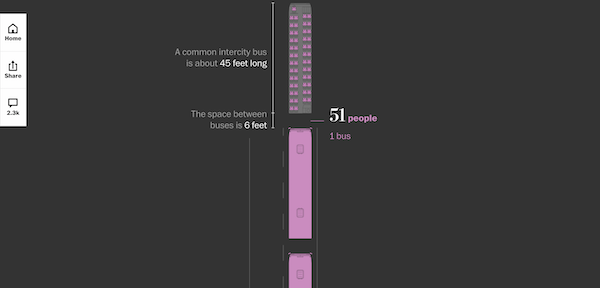 Home
Share
2.3k
A common intercity bus
is about 45 feet long
The space between
buses is 6 feet
51 people
1 bus